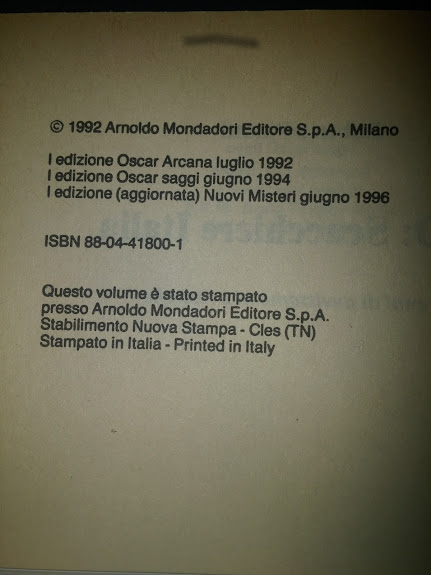 © 1992 Arnoldo Mondadori Editore S.p.A., Milano
I edizione Oscar Arcana luglio 1992
I edizione Oscar saggi giugno 1994
I edizione (aggiornata) Nuovi Misteri giugno 1996
ISBN 88-04-41800-1
Questo volume è stato stampato
presso Arnoldo Mondadori Editore S.p.A.
Stabilimento Nuova Stampa - Cles (TN)
Stampato in Italia - Printed in Italy